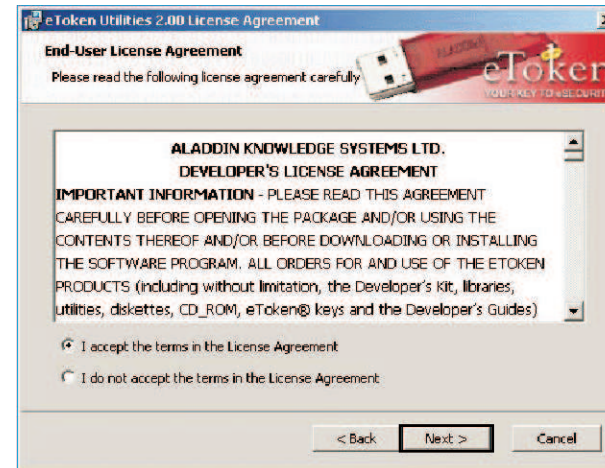 eToken Utilities 2.00 License Agreement
End-User License Agreement
Please read the following license agreement carefully
ALADDIN
eToken
YOUR KEY TO eSECURITY
ALADDIN KNOWLEDGE SYSTEMS LTD.
DEVELOPER'S LICENSE AGREEMENT
IMPORTANT INFORMATION - PLEASE READ THIS AGREEMENT
CAREFULLY BEFORE OPENING THE PACKAGE AND/OR USING THE
CONTENTS THEREOF AND/OR BEFORE DOWNLOADING OR INSTALLING
THE SOFTWARE PROGRAM. ALL ORDERS FOR AND USE OF THE ETOKEN
PRODUCTS (including without limitation, the Developer's Kit, libraries,
utilities, diskettes, CD_ROM, eToken® keys and the Developer's Guides)
I accept the terms in the License Agreement
I do not accept the terms in the License Agreement
< Back Next > Cancel